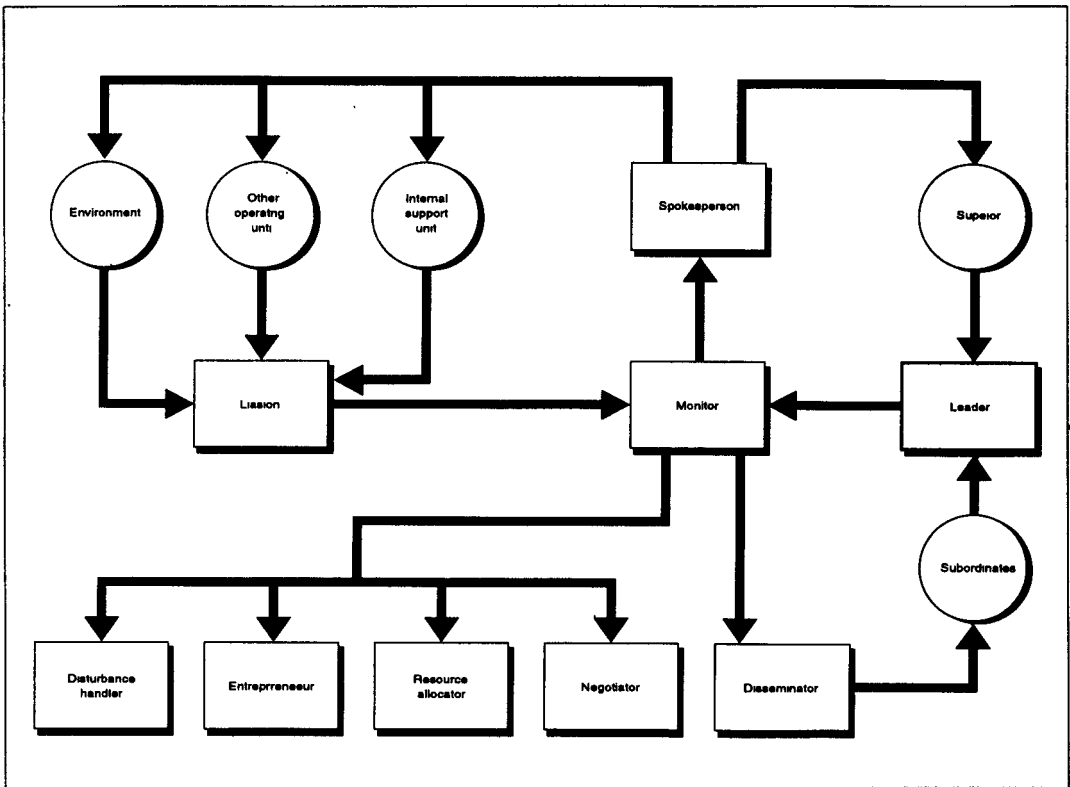 Environment
Other
operatng
unti
Internal
support
unit
Spokesperson
Supeior
Liasion
Monitor
Leader
Subordinates
Disturbance
handler
Entreprreneur
Resource
allocator
Negotiator
Disseminator